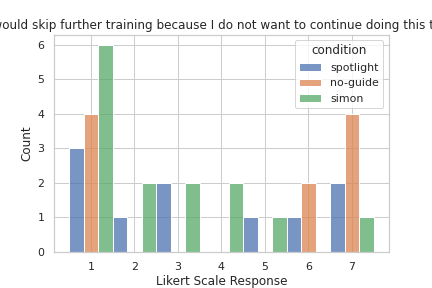 would skip further training because I do not want to continue doing this t
condition
spotlight
no-guide
simon
6
5
4
3
2
1
0
Count
1 2 3 4 5 6 7
Likert Scale Response